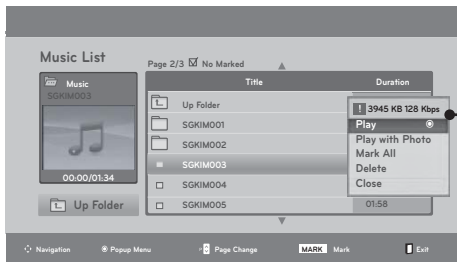 Music List
Page 2/3 No Marked
Music
SGKIM003
00:00/01:34
Up Folder
Title
Duration
Up Folder
SGKIM001
SGKIM002
SGKIM003
SGKIM004
SGKIM005
01:58
3945 KB 128 Kbps
Play
Play with Photo
Mark All
Delete
Close
Navigation
Popup Menu
Page Change
MARK Mark
Exit